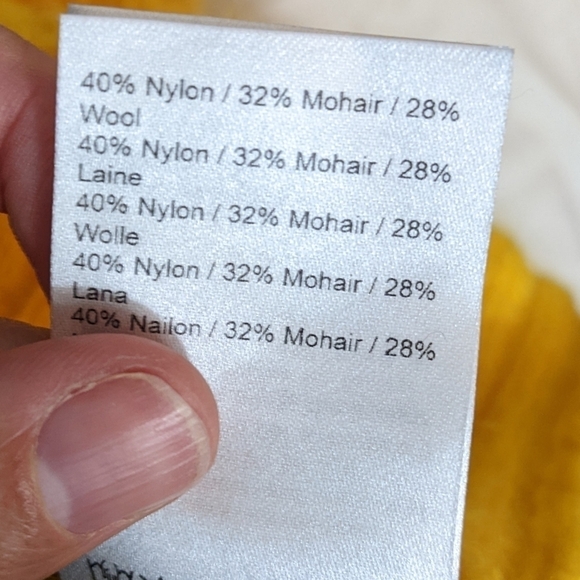 40% Nylon / 32% Mohair / 28%
Wool
40% Nylon / 32% Mohair / 28%
Laine
40% Nylon / 32% Mohair / 28%
Wolle
40% Nylon / 32% Mohair / 28%
Lana
40% Nailon / 32% Mohair / 28%